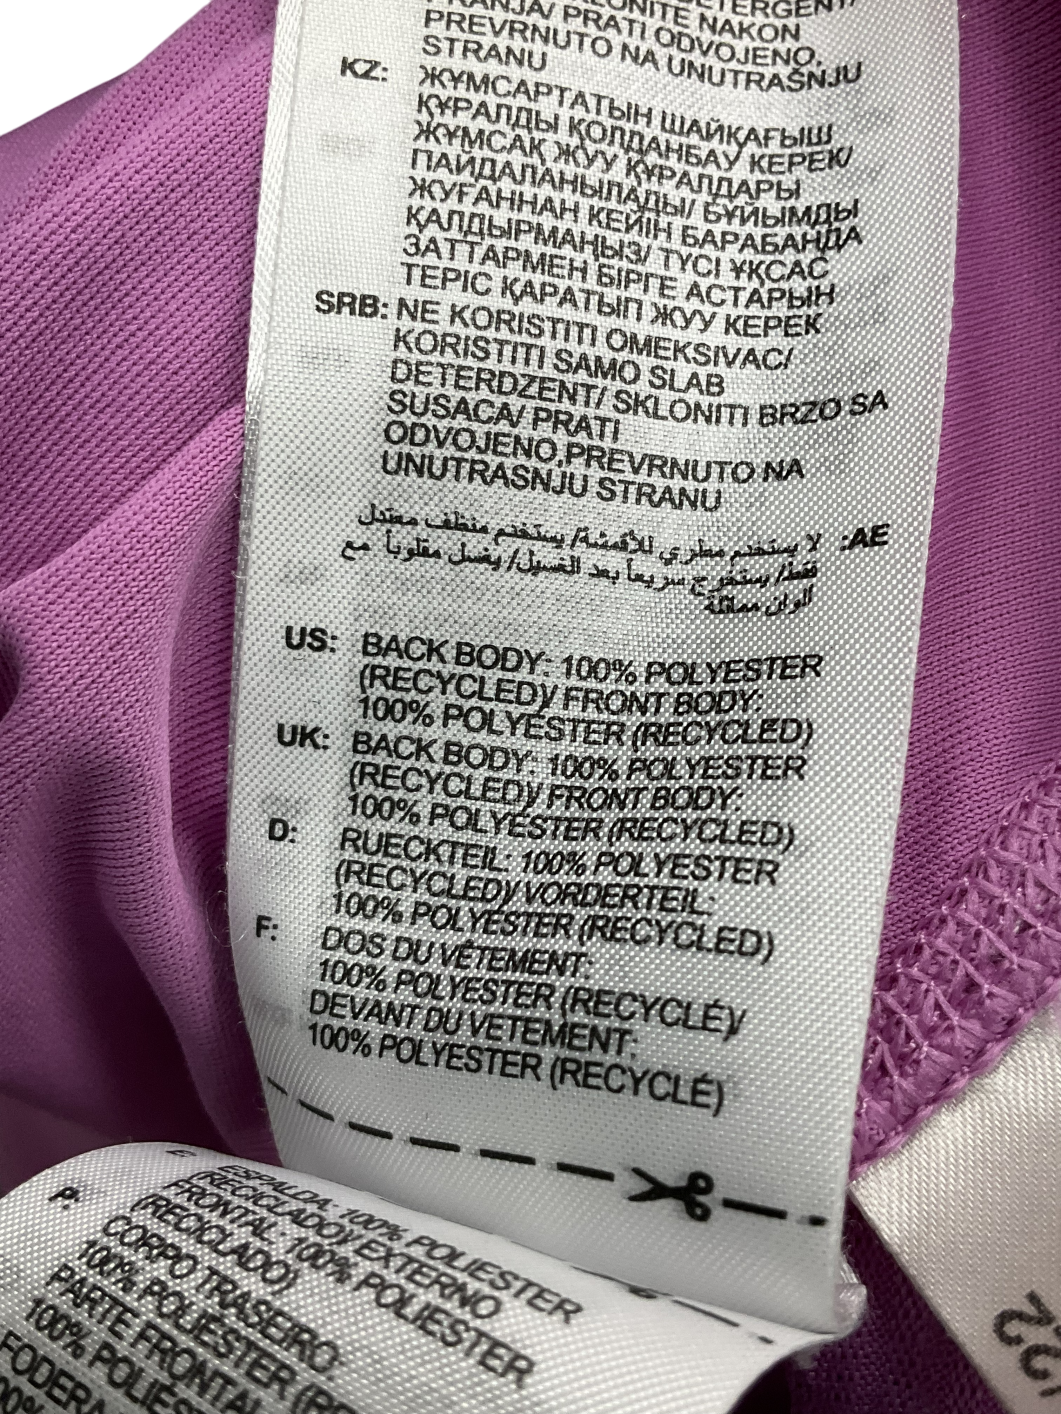 PREVRNUTO NA UNUTRAŠNJU
STRANU
KZ: ЖҰМСАРТАТЫН ШАЙҚАҒЫШ
ҚҰРАЛДЫ ҚОЛДАНБАУ КЕРЕК/
ЖҰМСАҚ ЖУУ ҚҰРАЛДАРЫ
ПАЙДАЛАНЫЛАДЫ/ БҰЙЫМДЫ
ЖУҒАННАН КЕЙІН БАРАБАНДА
ҚАЛДЫРМАҢЫЗ/ ТҮСІ ҰҚСАС
ЗАТТАРМЕН БІРГЕ АСТАРЫН
ТЕРІС ҚАРАТЫП ЖУУ КЕРЕК
SRB: NE KORISTITI OMEKSIVAC/
KORISTITI SAMO SLAB
DETERDZENT/ SKLONITI BRZO SA
SUSACA/ PRATI
ODVOJENO,PREVRNUTO NA
UNUTRASNJU STRANU
AE: لا يستخدم مطري للأقمشة/ يستخدم منظف معتدل
فقط/ يستخرج سريعاً بعد الغسيل/ يغسل مقلوباً مع
ألوان مماثلة
US: BACK BODY: 100% POLYESTER
(RECYCLED)/ FRONT BODY:
100% POLYESTER (RECYCLED)
UK: BACK BODY: 100% POLYESTER
(RECYCLED)/ FRONT BODY:
100% POLYESTER (RECYCLED)
D: RUECKTEIL: 100% POLYESTER
(RECYCLED)/ VORDERTEIL:
100% POLYESTER (RECYCLED)
F: DOS DU VÊTEMENT:
100% POLYESTER (RECYCLÉ)/
DEVANT DU VETEMENT:
100% POLYESTER (RECYCLÉ)
E: ESPALDA: 100% POLIESTER
(RECICLADO)/ EXTERNO
FRONTAL: 100% POLIESTER
(RECICLADO)
P: CORPO TRASEIRO:
100% POLIÉSTER
PARTE FRONTAL
100%